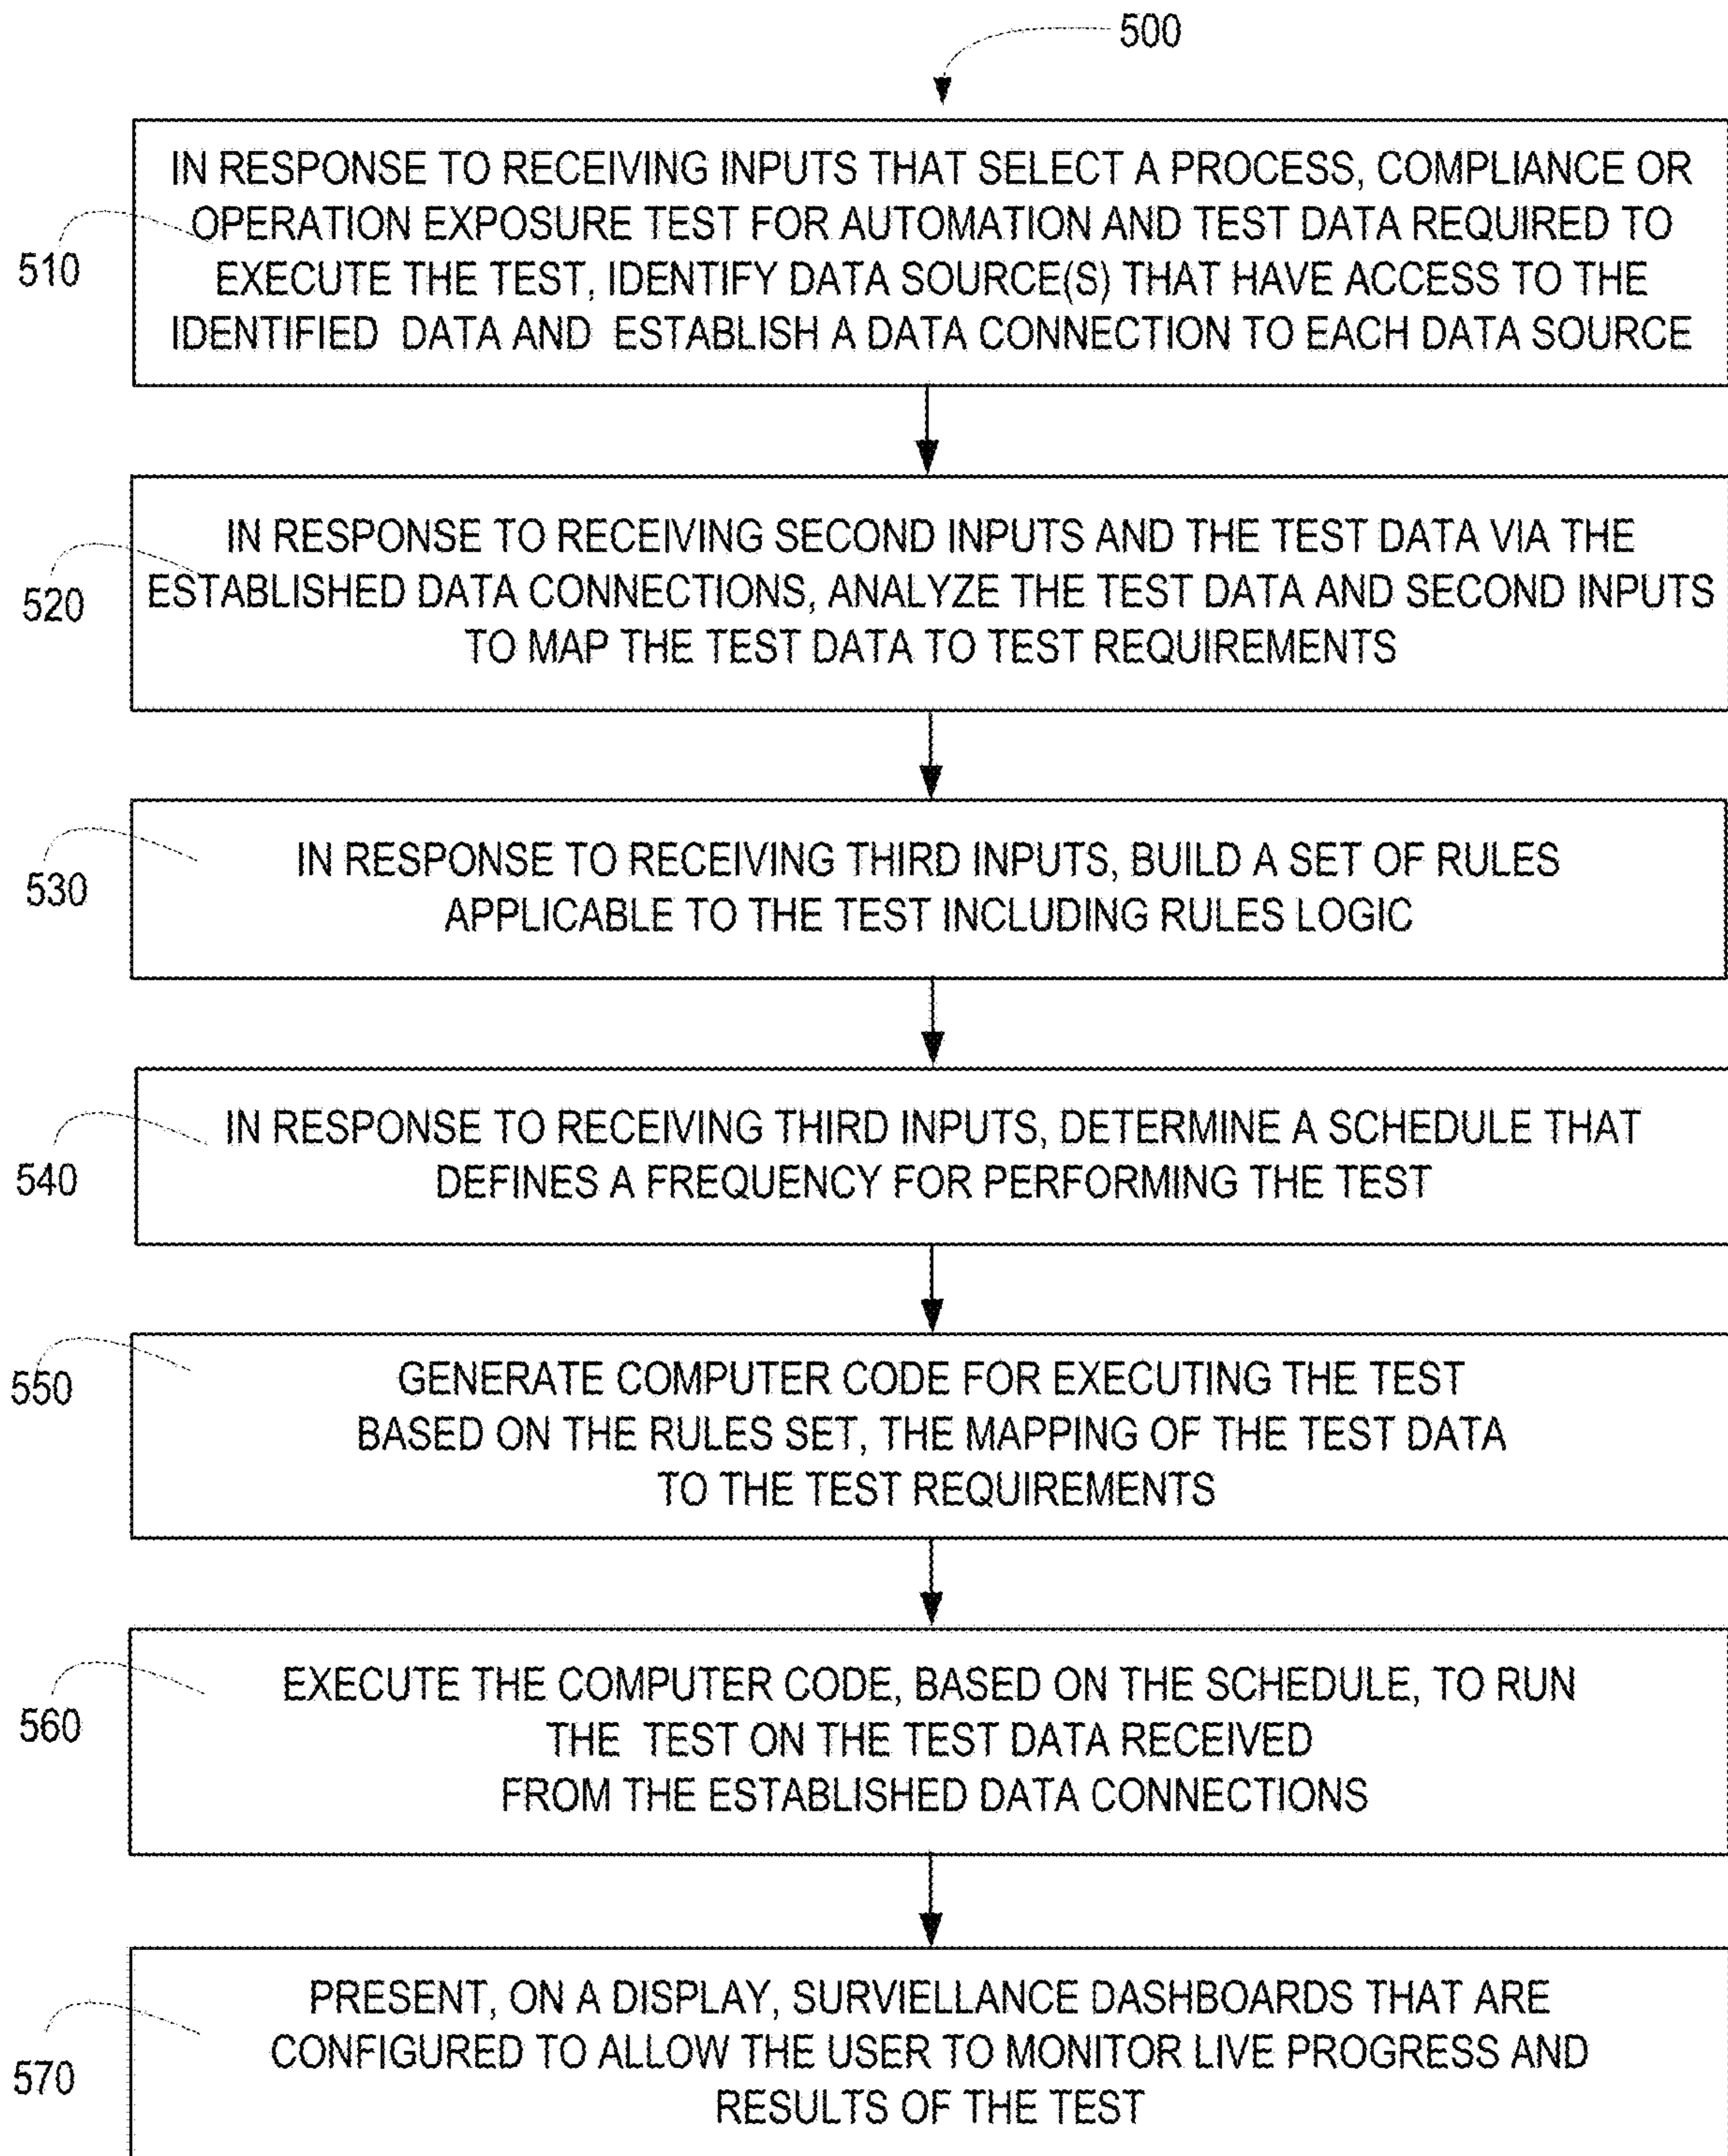 500
IN RESPONSE TO RECEIVING INPUTS THAT SELECT A PROCESS, COMPLIANCE OR
OPERATION EXPOSURE TEST FOR AUTOMATION AND TEST DATA REQUIRED TO
EXECUTE THE TEST, IDENTIFY DATA SOURCE(S) THAT HAVE ACCESS TO THE
IDENTIFIED DATA AND ESTABLISH A DATA CONNECTION TO EACH DATA SOURCE
510
IN RESPONSE TO RECEIVING SECOND INPUTS AND THE TEST DATA VIA THE
ESTABLISHED DATA CONNECTIONS, ANALYZE THE TEST DATA AND SECOND INPUTS
TO MAP THE TEST DATA TO TEST REQUIREMENTS
520
IN RESPONSE TO RECEIVING THIRD INPUTS, BUILD A SET OF RULES
APPLICABLE TO THE TEST INCLUDING RULES LOGIC
530
IN RESPONSE TO RECEIVING THIRD INPUTS, DETERMINE A SCHEDULE THAT
DEFINES A FREQUENCY FOR PERFORMING THE TEST
540
GENERATE COMPUTER CODE FOR EXECUTING THE TEST
BASED ON THE RULES SET, THE MAPPING OF THE TEST DATA
TO THE TEST REQUIREMENTS
550
EXECUTE THE COMPUTER CODE, BASED ON THE SCHEDULE, TO RUN
THE TEST ON THE TEST DATA RECEIVED
FROM THE ESTABLISHED DATA CONNECTIONS
560
PRESENT, ON A DISPLAY, SURVIELLANCE DASHBOARDS THAT ARE
CONFIGURED TO ALLOW THE USER TO MONITOR LIVE PROGRESS AND
RESULTS OF THE TEST
570